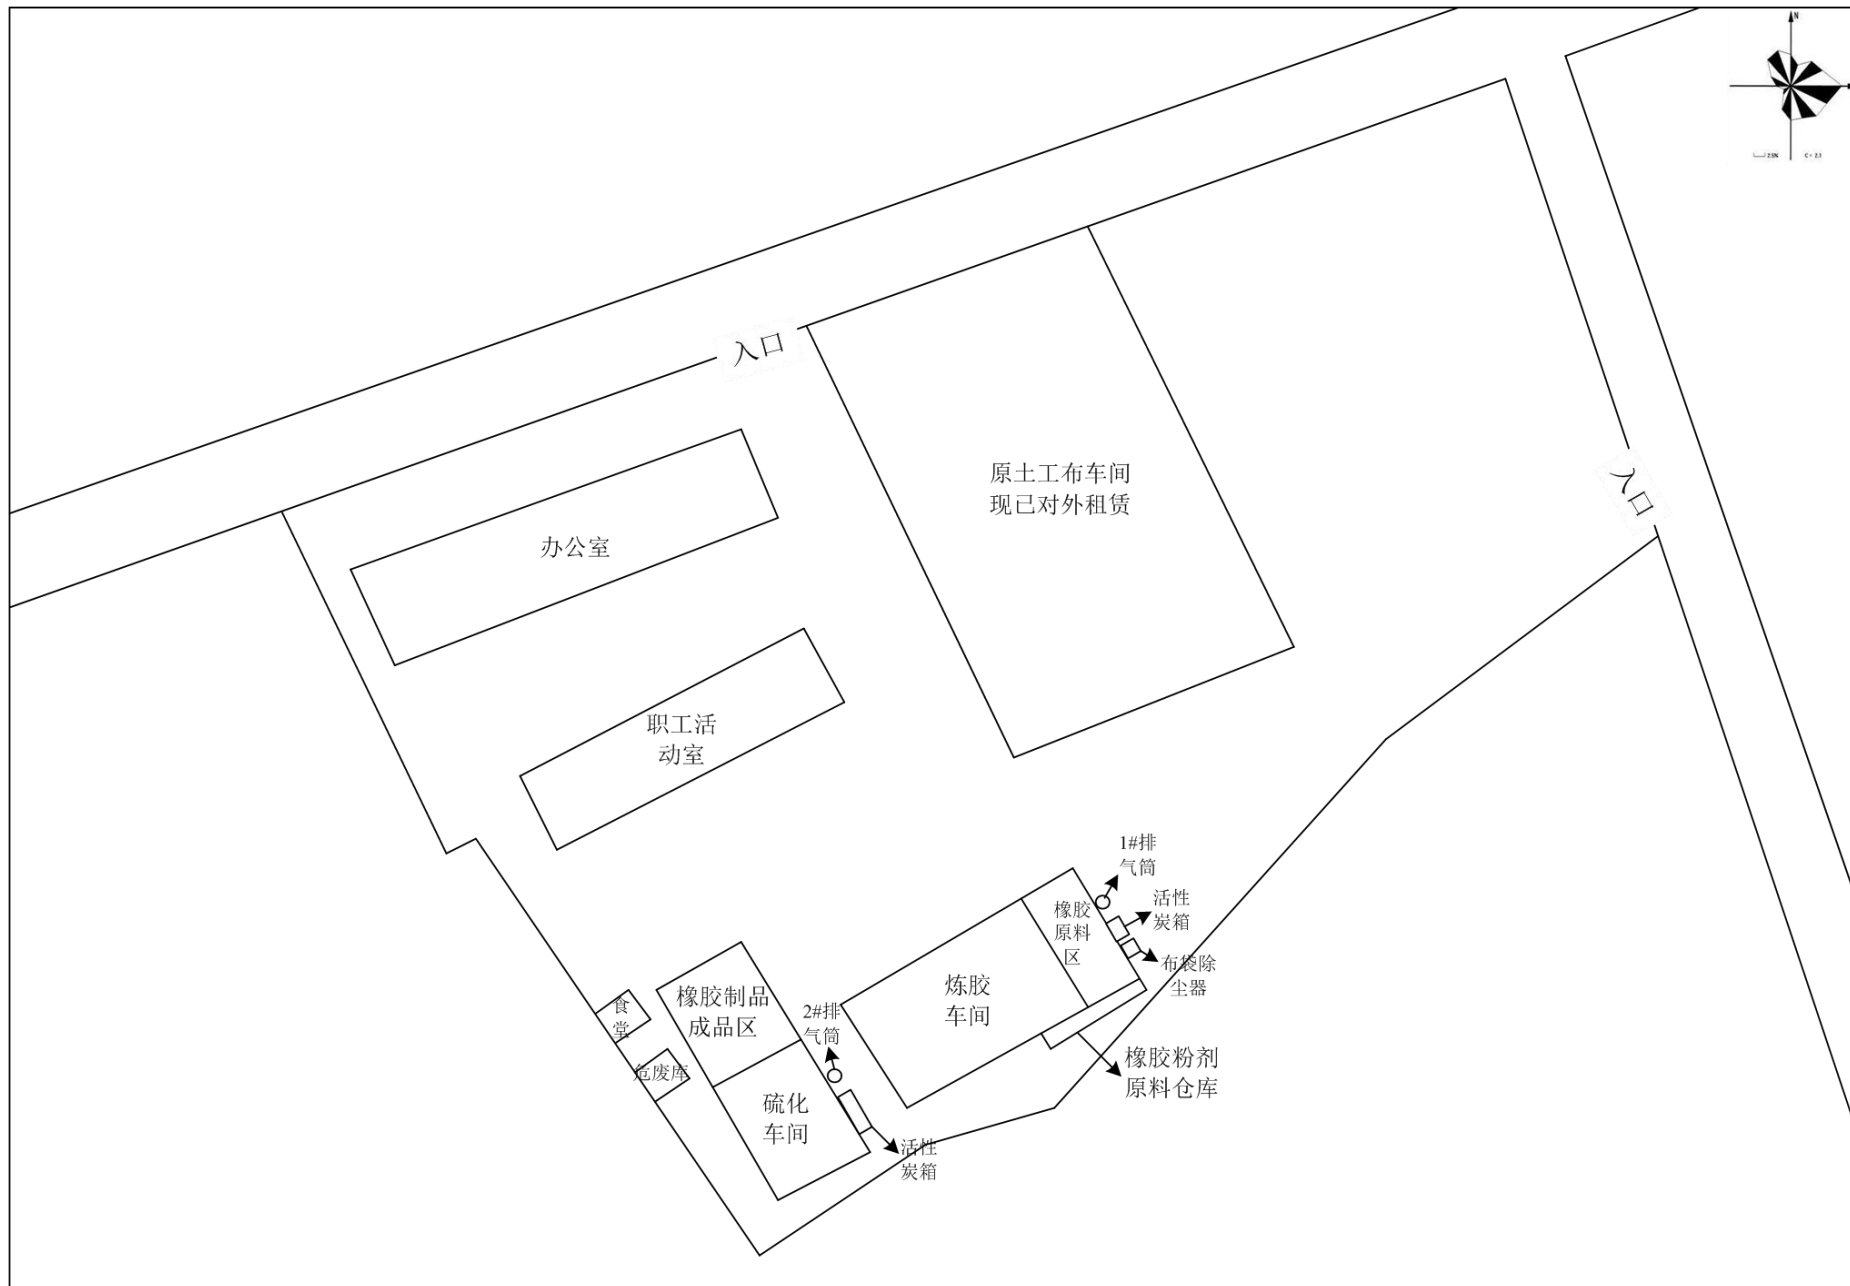 N
2.5%
C=2.1
入口
原土工布车间
现已对外租赁
入口
办公室
职工活
动室
1#排
气筒
活性
炭箱
橡胶
原料
区
布袋除
尘器
炼胶
车间
橡胶制品
成品区
2#排
气筒
食
堂
橡胶粉剂
原料仓库
危废库
硫化
车间
活性
炭箱